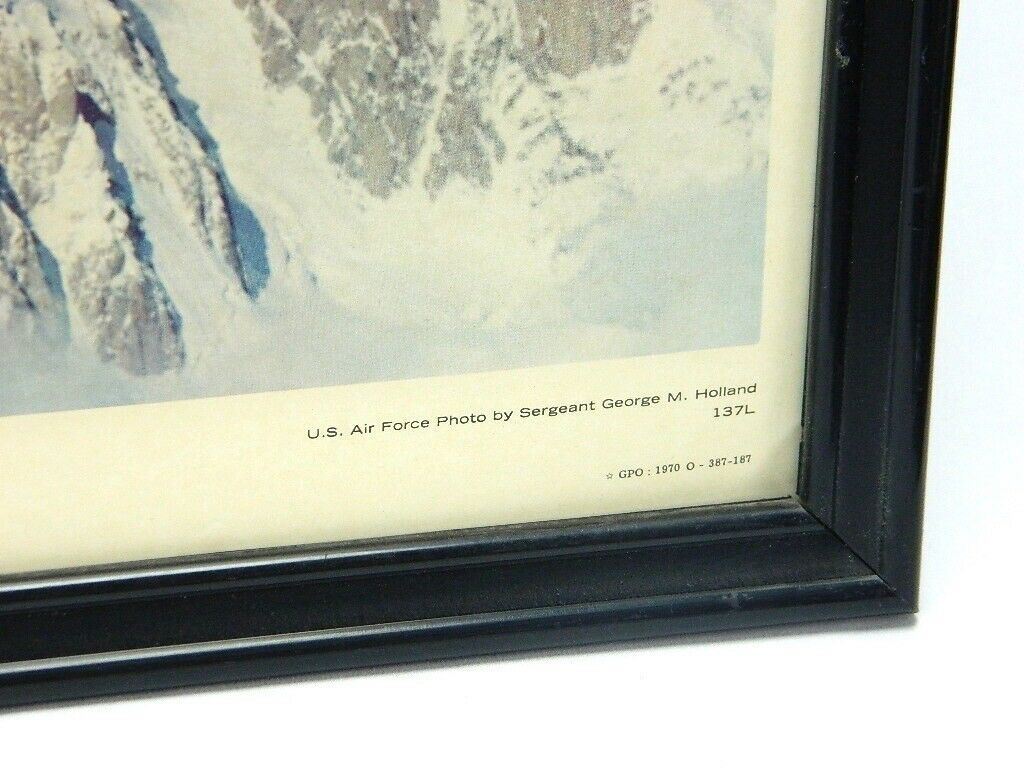 U.S. Air Force Photo by Sergeant George M. Holland
137L
☆ GPO : 1970 O - 387-187